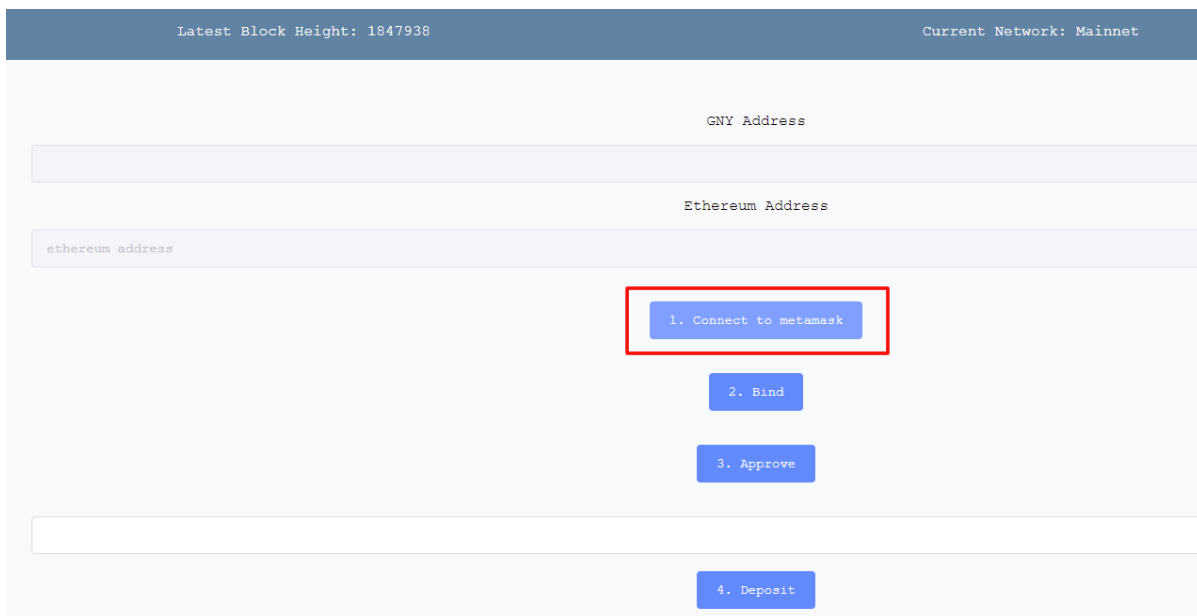 Latest Block Height: 1847938
Current Network: Mainnet
GNY Address
Ethereum Address
ethereum address
1. Connect to metamask
2. Bind
3. Approve
4. Deposit